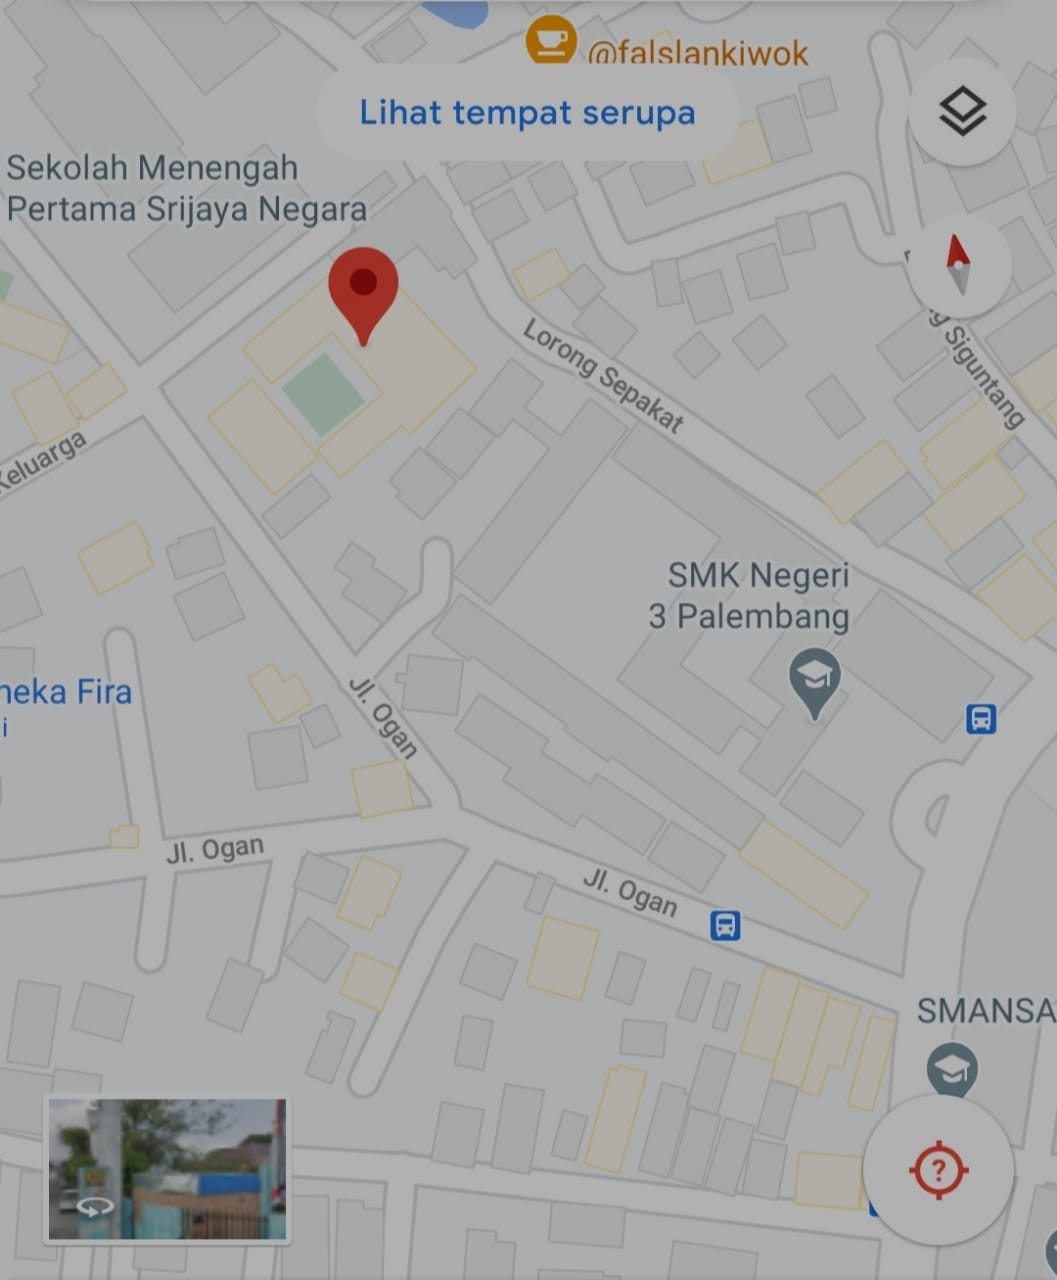 @falslankiwok
Lihat tempat serupa
Sekolah Menengah
Pertama Srijaya Negara
Lorong Sepakat
Siguntang
Keluarga
SMK Negeri
3 Palembang
neka Fira
i
Jl. Ogan
Jl. Ogan
Jl. Ogan
SMANSA
?